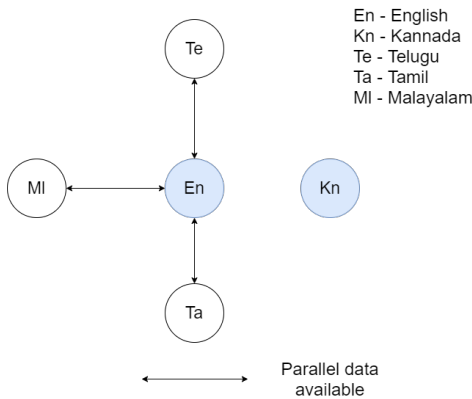 En - English
Kn - Kannada
Te - Telugu
Ta - Tamil
Ml - Malayalam
Te
Ml
En
Kn
Ta
Parallel data
available